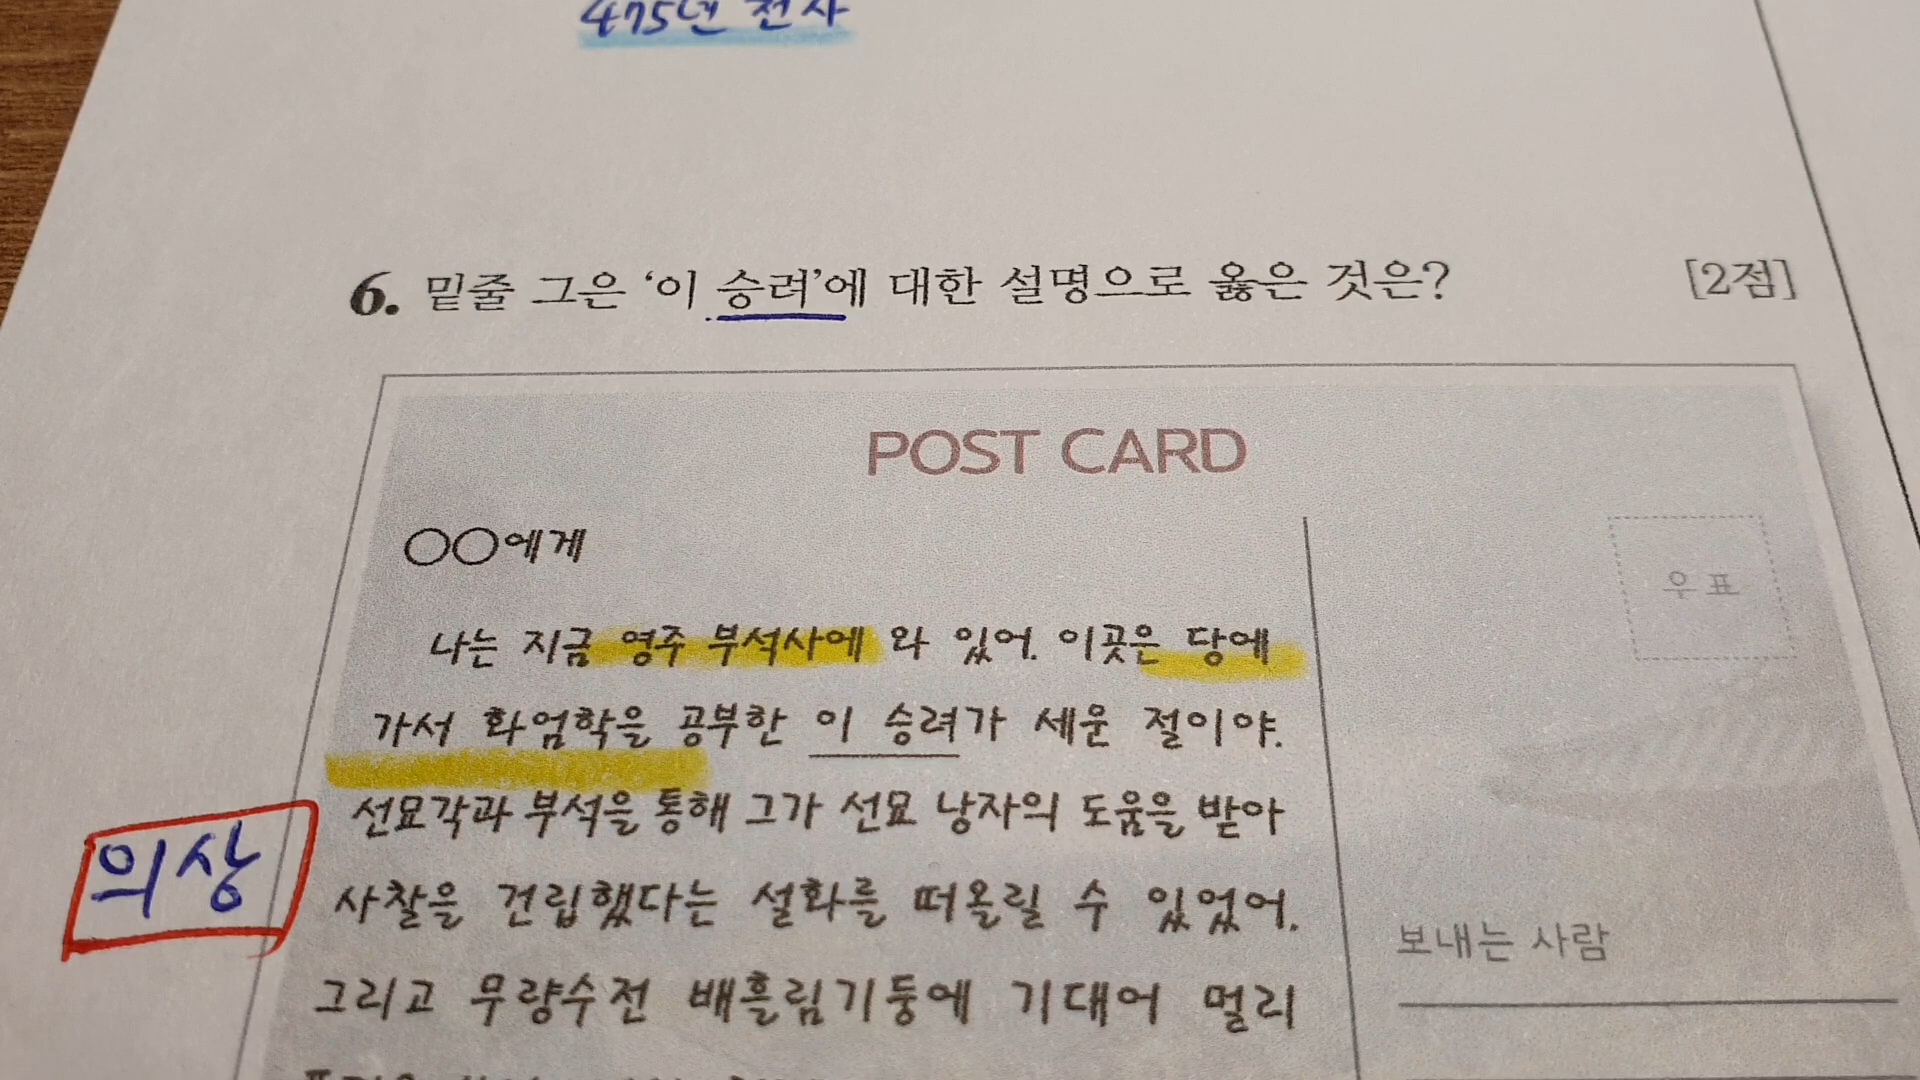 475년 전사
6. 밑줄 그은 ‘이 승려’에 대한 설명으로 옳은 것은? [2점]
POST CARD
○○에게
우 표
나는 지금 영주 부석사에 와 있어. 이곳은 당에
가서 화엄학을 공부한 이 승려가 세운 절이야.
선묘각과 부석을 통해 그가 선묘 낭자의 도움을 받아
의상
사찰을 건립했다는 설화를 떠올릴 수 있었어.
보내는 사람
그리고 무량수전 배흘림기둥에 기대어 멀리